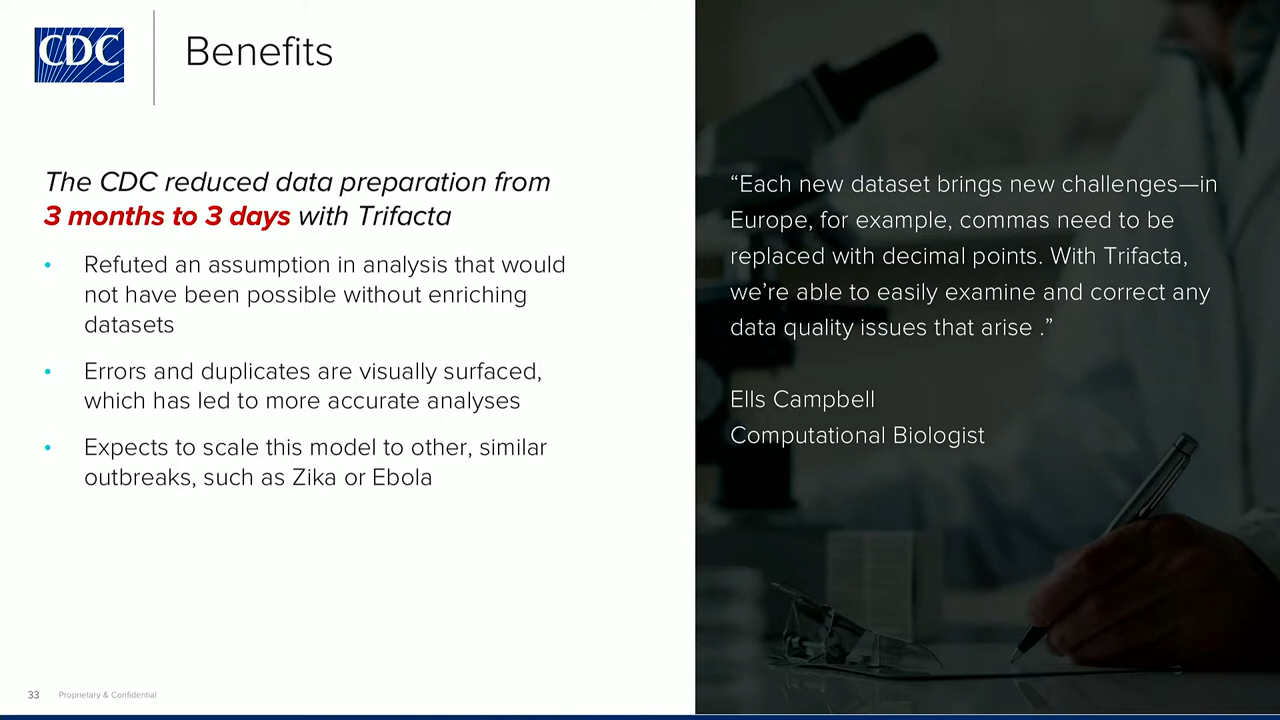 CDC
Benefits
The CDC reduced data preparation from
3 months to 3 days with Trifacta
• Refuted an assumption in analysis that would
not have been possible without enriching
datasets
• Errors and duplicates are visually surfaced,
which has led to more accurate analyses
• Expects to scale this model to other, similar
outbreaks, such as Zika or Ebola
“Each new dataset brings new challenges—in
Europe, for example, commas need to be
replaced with decimal points. With Trifacta,
we’re able to easily examine and correct any
data quality issues that arise .”
Ells Campbell
Computational Biologist
33 Proprietary & Confidential